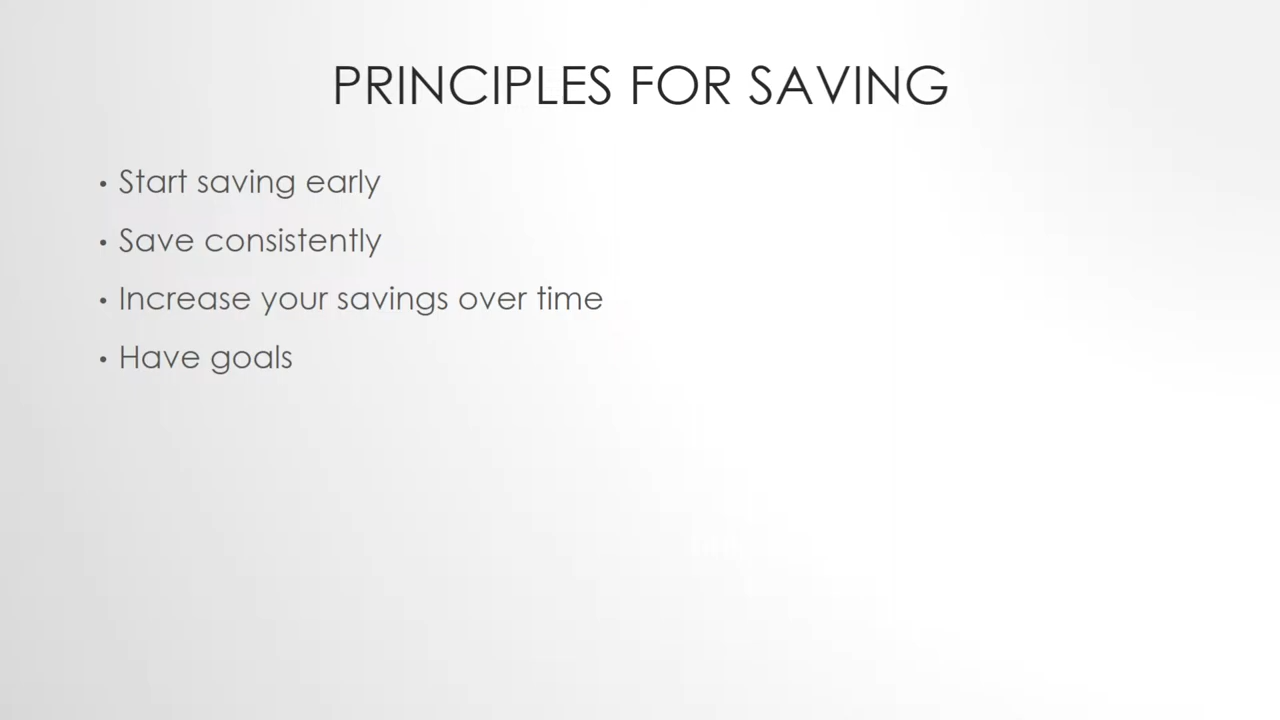 PRINCIPLES FOR SAVING
• Start saving early
• Save consistently
• Increase your savings over time
• Have goals